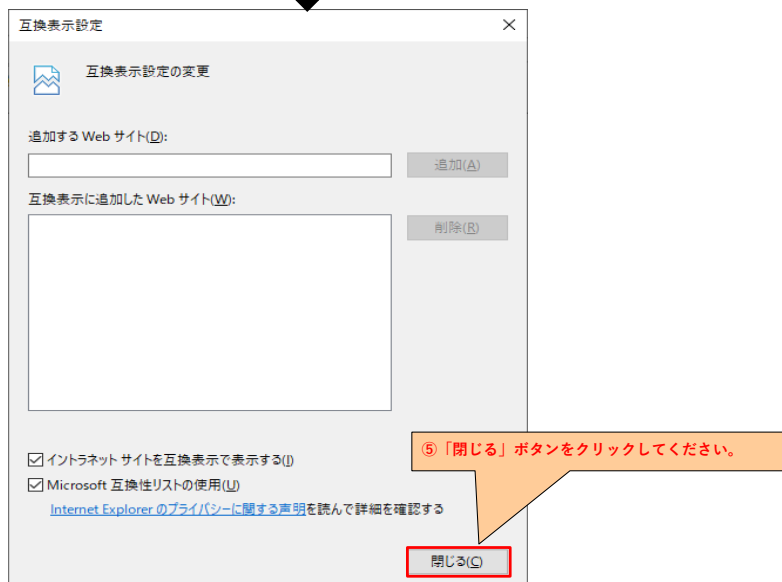 互換表示設定
互換表示設定の変更
追加する Web サイト(D):
追加(A)
互換表示に追加した Web サイト(W):
削除(R)
⑤「閉じる」ボタンをクリックしてください。
イントラネット サイトを互換表示で表示する(I)
Microsoft 互換性リストの使用(U)
Internet Explorer のプライバシーに関する声明を読んで詳細を確認する
閉じる(C)